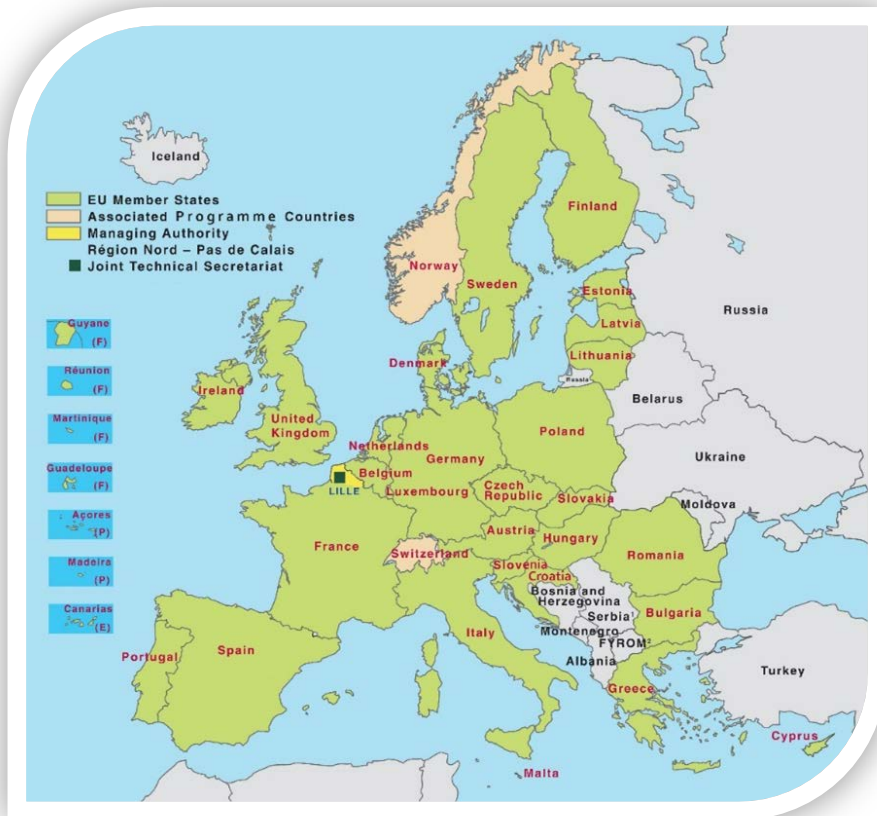 Iceland
EU Member States
Associated Programme Countries
Managing Authority
Région Nord – Pas de Calais
Joint Technical Secretariat
Guyane
(F)
Réunion
(F)
Martinique
(F)
Guadeloupe
(F)
Açores
(P)
Madeira
(P)
Canarias
(E)
Norway
Sweden
Finland
Estonia
Latvia
Lithuania
Russia
Russia
Denmark
Ireland
United
Kingdom
Netherlands
Belgium
Luxembourg
LILLE
Germany
Poland
Belarus
Ukraine
Czech
Republic
Slovakia
Moldova
France
Switzerland
Austria
Hungary
Romania
Slovenia
Croatia
Bosnia and
Herzegovina
Serbia¹
Montenegro
FYROM²
Albania
Bulgaria
Italy
Portugal
Spain
Greece
Turkey
Cyprus
Malta